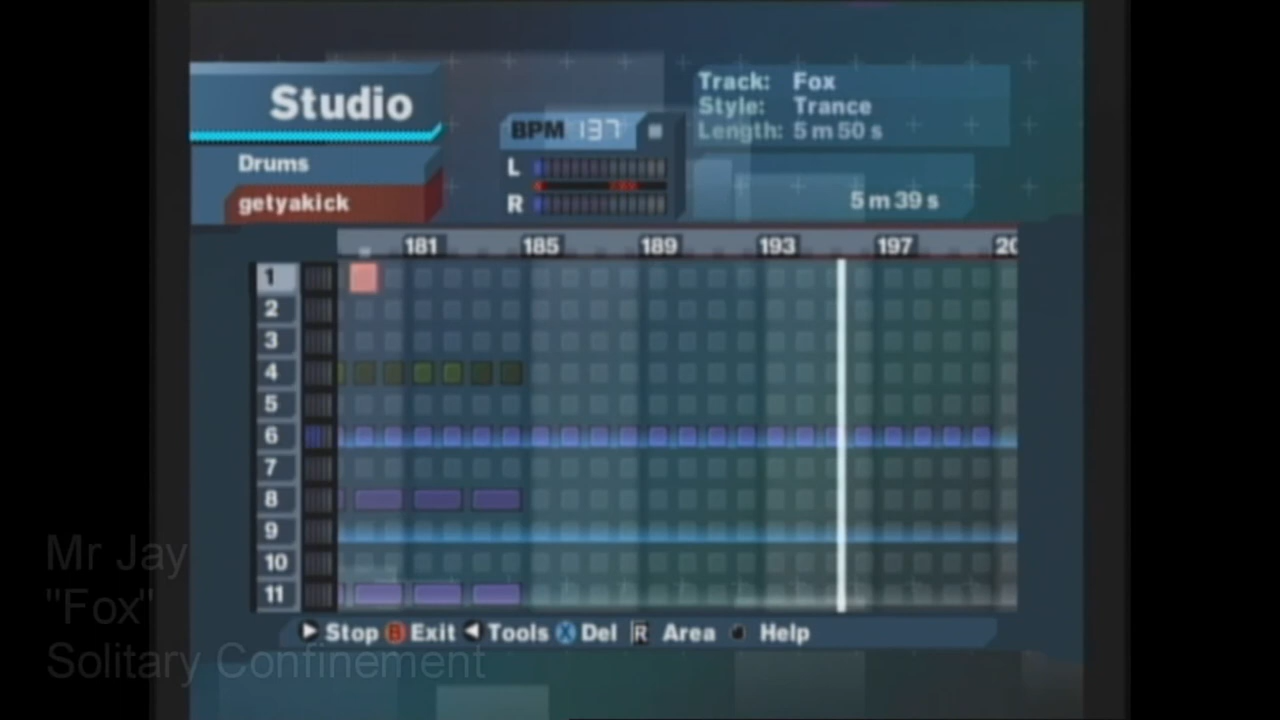 Studio
Drums
getyakick
BPM 137
L
R
Track: Fox
Style: Trance
Length: 5 m 50 s
5 m 39 s
181 185 189 193 197 20
1
2
3
4
5
6
7
8
9
10
11
Stop B Exit Tools X Del R Area Help
Mr Jay
"Fox"
Solitary Confinement